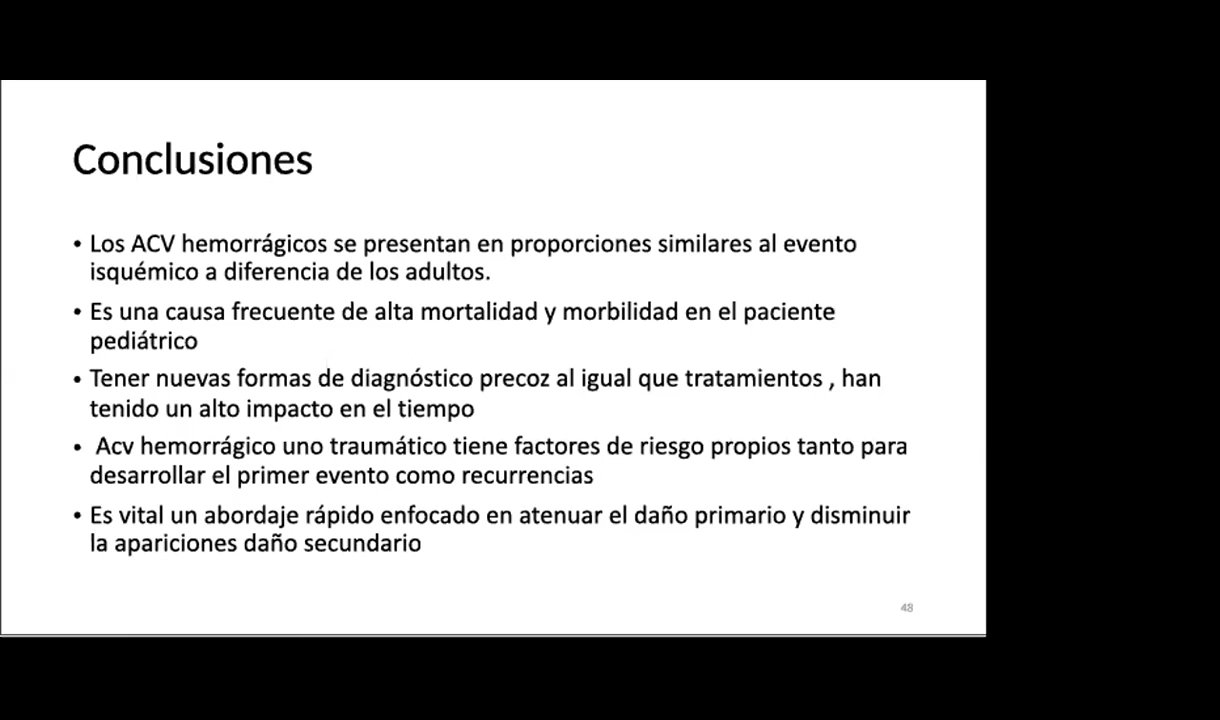 Conclusiones
• Los ACV hemorrágicos se presentan en proporciones similares al evento
isquémico a diferencia de los adultos.
• Es una causa frecuente de alta mortalidad y morbilidad en el paciente
pediátrico
• Tener nuevas formas de diagnóstico precoz al igual que tratamientos , han
tenido un alto impacto en el tiempo
• Acv hemorrágico uno traumático tiene factores de riesgo propios tanto para
desarrollar el primer evento como recurrencias
• Es vital un abordaje rápido enfocado en atenuar el daño primario y disminuir
la apariciones daño secundario
48